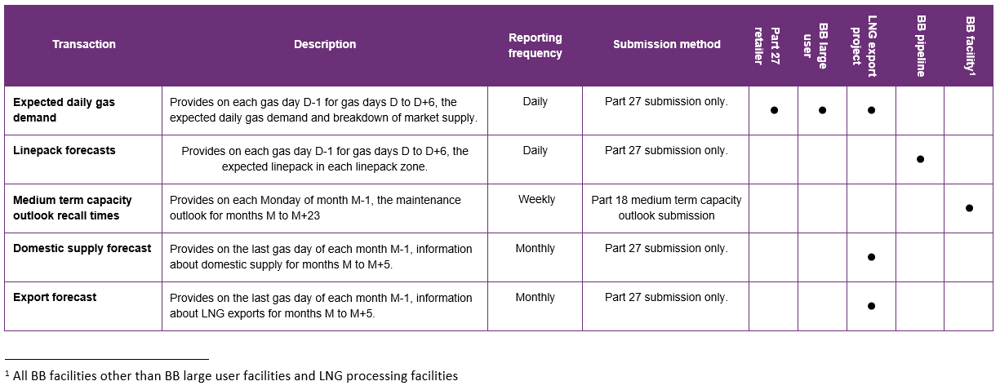 Transaction
Description
Reporting
frequency
Submission method
Part 27
retailer
BB large
user
LNG export
project
BB pipeline
BB facility¹
Expected daily gas
demand
Provides on each gas day D-1 for gas days D to D+6, the
expected daily gas demand and breakdown of market supply.
Daily
Part 27 submission only.
●
●
●
Linepack forecasts
Provides on each gas day D-1 for gas days D to D+6, the
expected linepack in each linepack zone.
Daily
Part 27 submission only.
●
Medium term capacity
outlook recall times
Provides on each Monday of month M-1, the maintenance
outlook for months M to M+23
Weekly
Part 18 medium term capacity
outlook submission
●
Domestic supply forecast
Provides on the last gas day of each month M-1, information
about domestic supply for months M to M+5.
Monthly
Part 27 submission only.
●
Export forecast
Provides on the last gas day of each month M-1, information
about LNG exports for months M to M+5.
Monthly
Part 27 submission only.
●
¹ All BB facilities other than BB large user facilities and LNG processing facilities